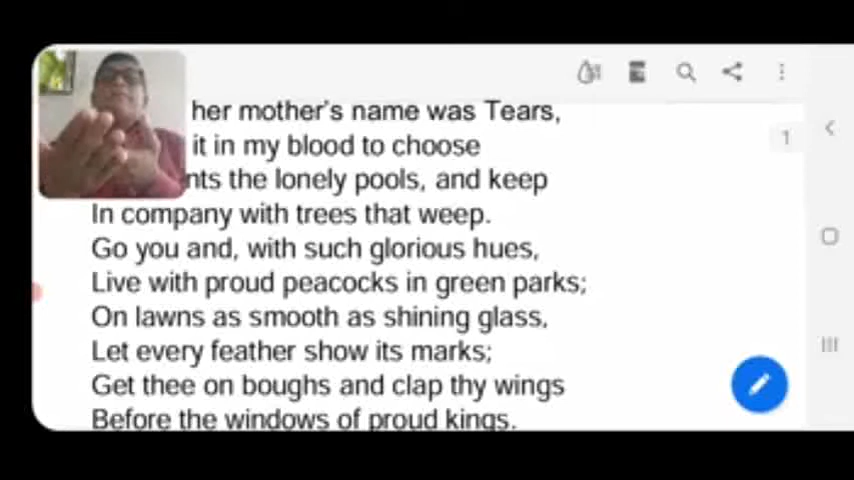 her mother's name was Tears,
it in my blood to choose
nts the lonely pools, and keep
In company with trees that weep.
Go you and, with such glorious hues,
Live with proud peacocks in green parks;
On lawns as smooth as shining glass,
Let every feather show its marks;
Get thee on boughs and clap thy wings
Before the windows of proud kings.
1